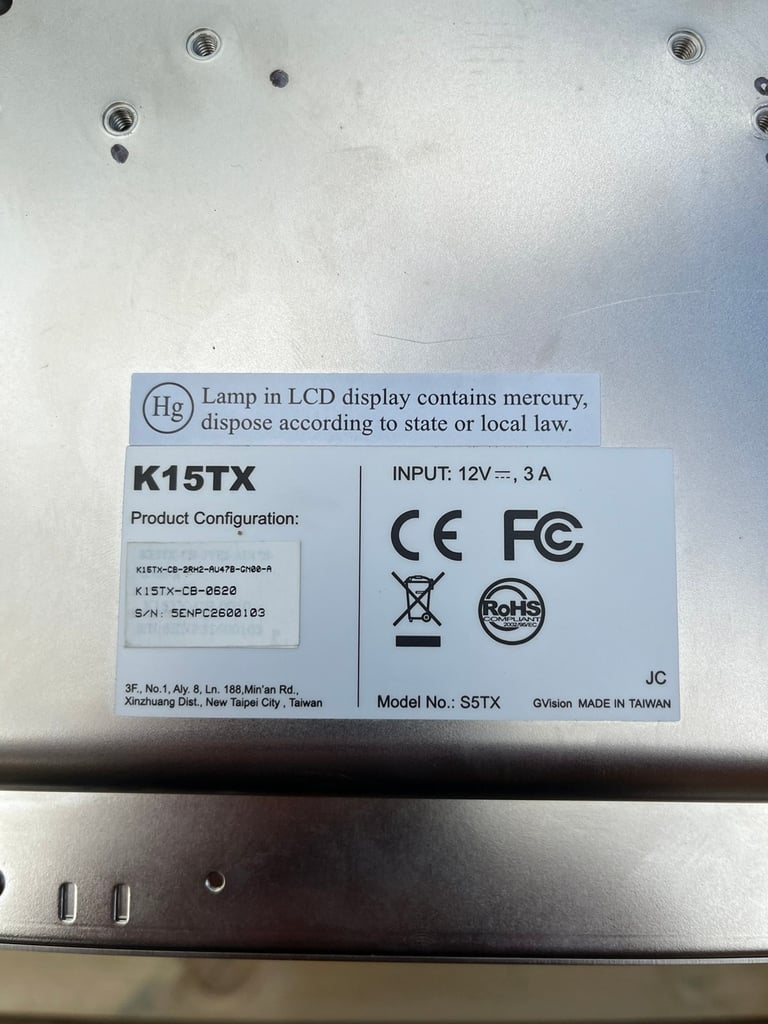 Hg
Lamp in LCD display contains mercury,
dispose according to state or local law.
K15TX
Product Configuration:
K15TX-CB-2RH2-AU47B-GN00-A
K15TX-CB-0620
S/N: 5ENPC2600103
3F., No.1, Aly. 8, Ln. 188,Min'an Rd.,
Xinzhuang Dist., New Taipei City , Taiwan
INPUT: 12V⎓, 3 A
CE FC
RoHS
COMPLIANT
2002/95/EC
JC
Model No.: S5TX
GVision MADE IN TAIWAN